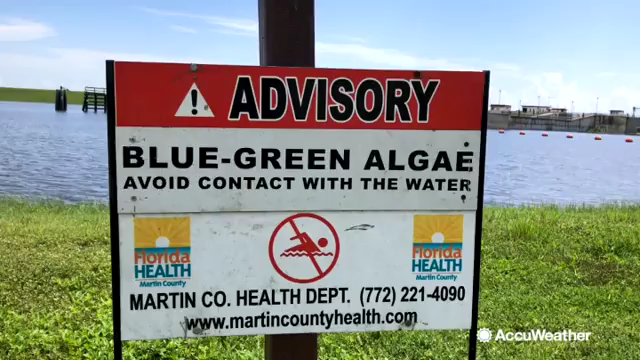 ADVISORY
BLUE-GREEN ALGAE
AVOID CONTACT WITH THE WATER
Florida
HEALTH
Martin County
Florida
HEALTH
Martin County
MARTIN CO. HEALTH DEPT. (772) 221-4090
www.martincountyhealth.com
AccuWeather